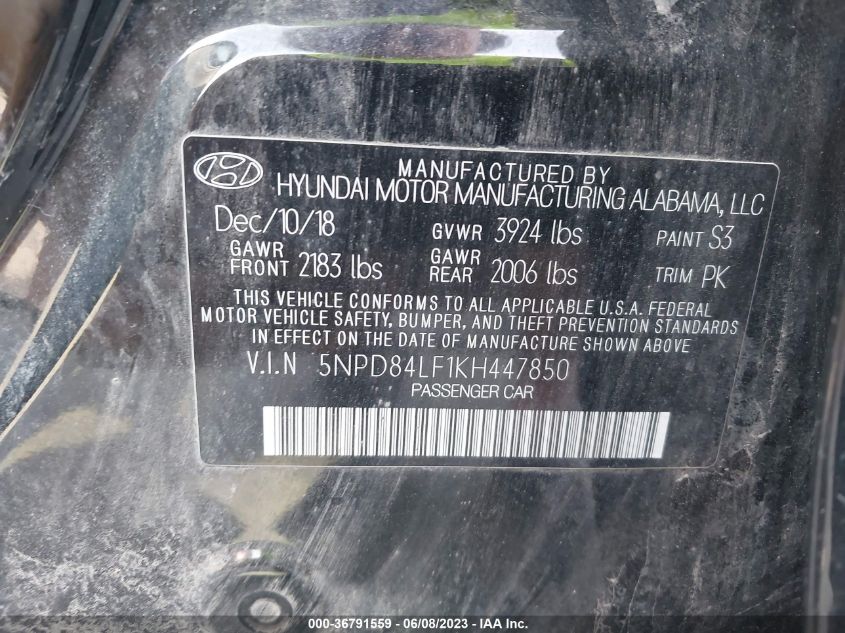 MANUFACTURED BY
HYUNDAI MOTOR MANUFACTURING ALABAMA, LLC
Dec/10/18 GVWR 3924 lbs PAINT S3
GAWR FRONT 2183 lbs GAWR REAR 2006 lbs TRIM PK
THIS VEHICLE CONFORMS TO ALL APPLICABLE U.S.A. FEDERAL
MOTOR VEHICLE SAFETY, BUMPER, AND THEFT PREVENTION STANDARDS
IN EFFECT ON THE DATE OF MANUFACTURE SHOWN ABOVE
V.I.N 5NPD84LF1KH447850
PASSENGER CAR
000-36791559 - 06/08/2023 - IAAI.com